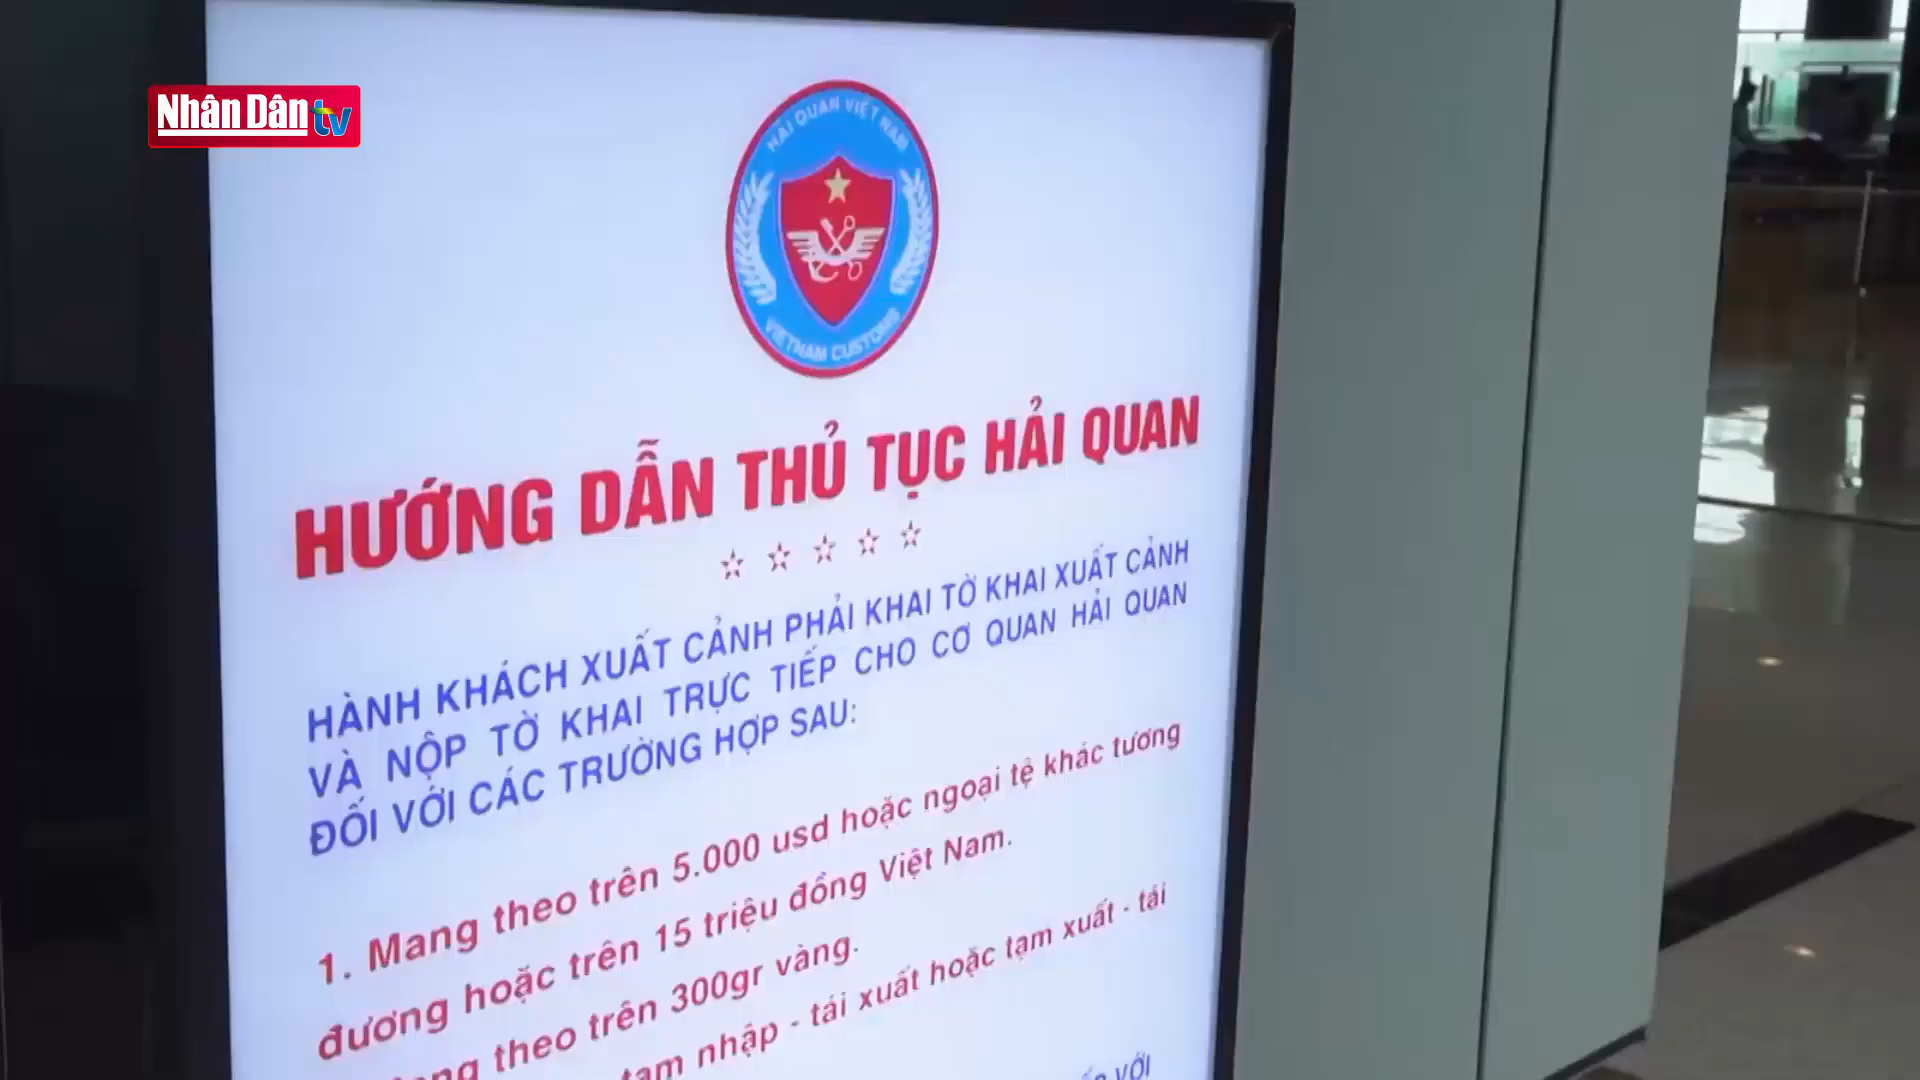 Nhân Dân tv
HẢI QUAN VIỆT NAM
VIETNAM CUSTOMS
HƯỚNG DẪN THỦ TỤC HẢI QUAN
HÀNH KHÁCH XUẤT CẢNH PHẢI KHAI TỜ KHAI XUẤT CẢNH
VÀ NỘP TỜ KHAI TRỰC TIẾP CHO CƠ QUAN HẢI QUAN
ĐỐI VỚI CÁC TRƯỜNG HỢP SAU:
1. Mang theo trên 5.000 usd hoặc ngoại tệ khác tương
đương hoặc trên 15 triệu đồng Việt Nam.
theo trên 300gr vàng.
tạm nhập - tái xuất hoặc tạm xuất - tái
với